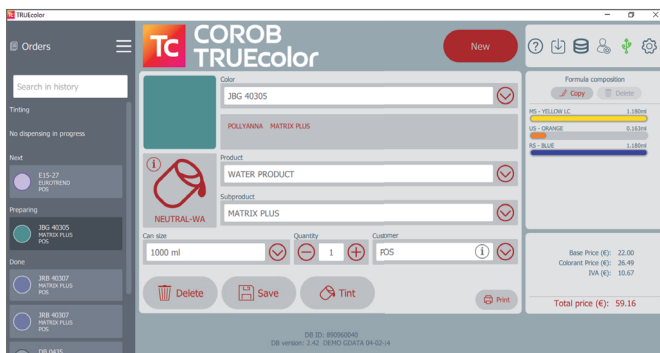 TRUEcolor
Orders
Search in history
Tinting
No dispensing in progress
Next
E15-27
EUROTREND
POS
Preparing
JBG 40305
MATRIX PLUS
POS
Done
JRB 40307
MATRIX PLUS
POS
JRB 40307
MATRIX PLUS
POS
DB 0435
TC COROB
TRUEcolor
New
Color
JBG 40305
POLLYANNA MATRIX PLUS
NEUTRAL-WA
Product
WATER PRODUCT
Subproduct
MATRIX PLUS
Can size
1000 ml
Quantity
1
Customer
POS
Delete
Save
Tint
Print
DB ID: 890960040
DB version: 2.42 DEMO GDATA 04-02-14
Formula composition
Copy
Delete
MS - YELLOW LC 1.180ml
US - ORANGE 0.163ml
RS - BLUE 1.180ml
Base Price (€): 22.00
Colorant Price (€): 26.49
IVA (€): 10.67
Total price (€): 59.16